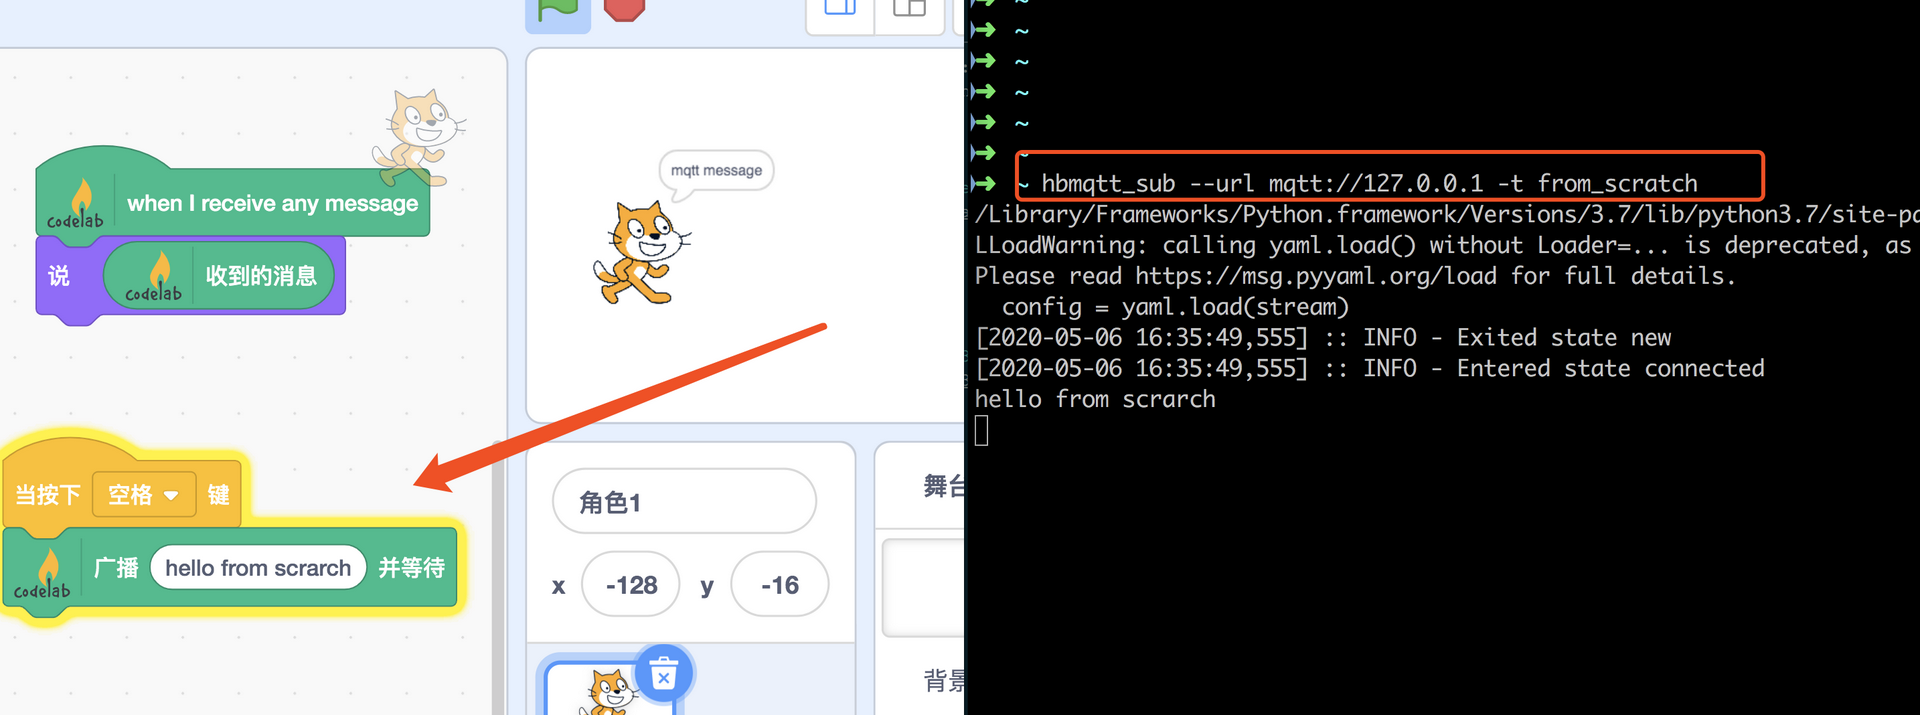 codelab
when I receive any message
说
codelab
收到的消息
当按下
空格
键
codelab
广播
hello from scrarch
并等待
mqtt message
角色1
x
-128
y
-16
舞台
背景
~
~
~
~
~
~
~ hbmqtt_sub --url mqtt://127.0.0.1 -t from_scratch
/Library/Frameworks/Python.framework/Versions/3.7/lib/python3.7/site-pa
LLoadWarning: calling yaml.load() without Loader=... is deprecated, as
Please read https://msg.pyyaml.org/load for full details.
config = yaml.load(stream)
[2020-05-06 16:35:49,555] :: INFO - Exited state new
[2020-05-06 16:35:49,555] :: INFO - Entered state connected
hello from scrarch